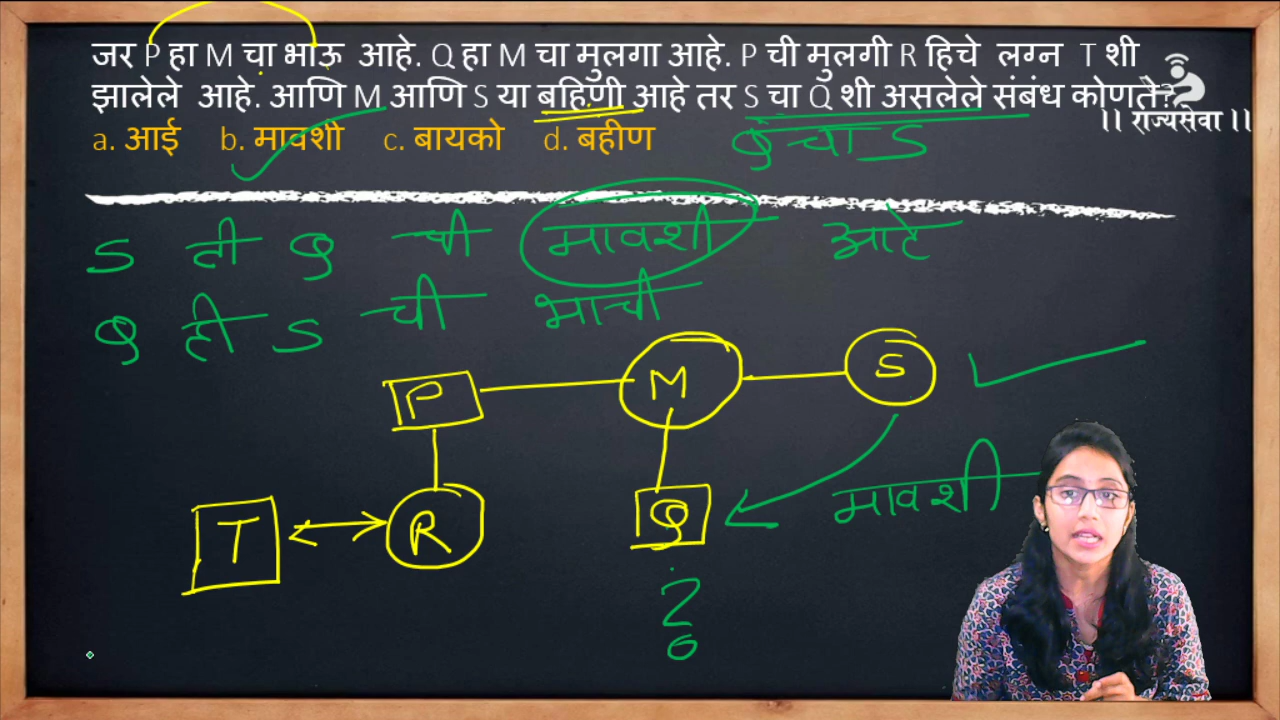 जर P हा M चा भाऊ आहे. Q हा M चा मुलगा आहे. P ची मुलगी R हिचे लग्न T शी
झालेले आहे. आणि M आणि S या बहिणी आहे तर S चा Q शी असलेले संबंध कोणते?
॥ राज्यसेवा ॥
a. आई b. मावशी c. बायको d. बहीण
Q चा S
S ही Q ची मावशी आहे
Q ही S ची भाची
P M S
T R Q मावशी
?